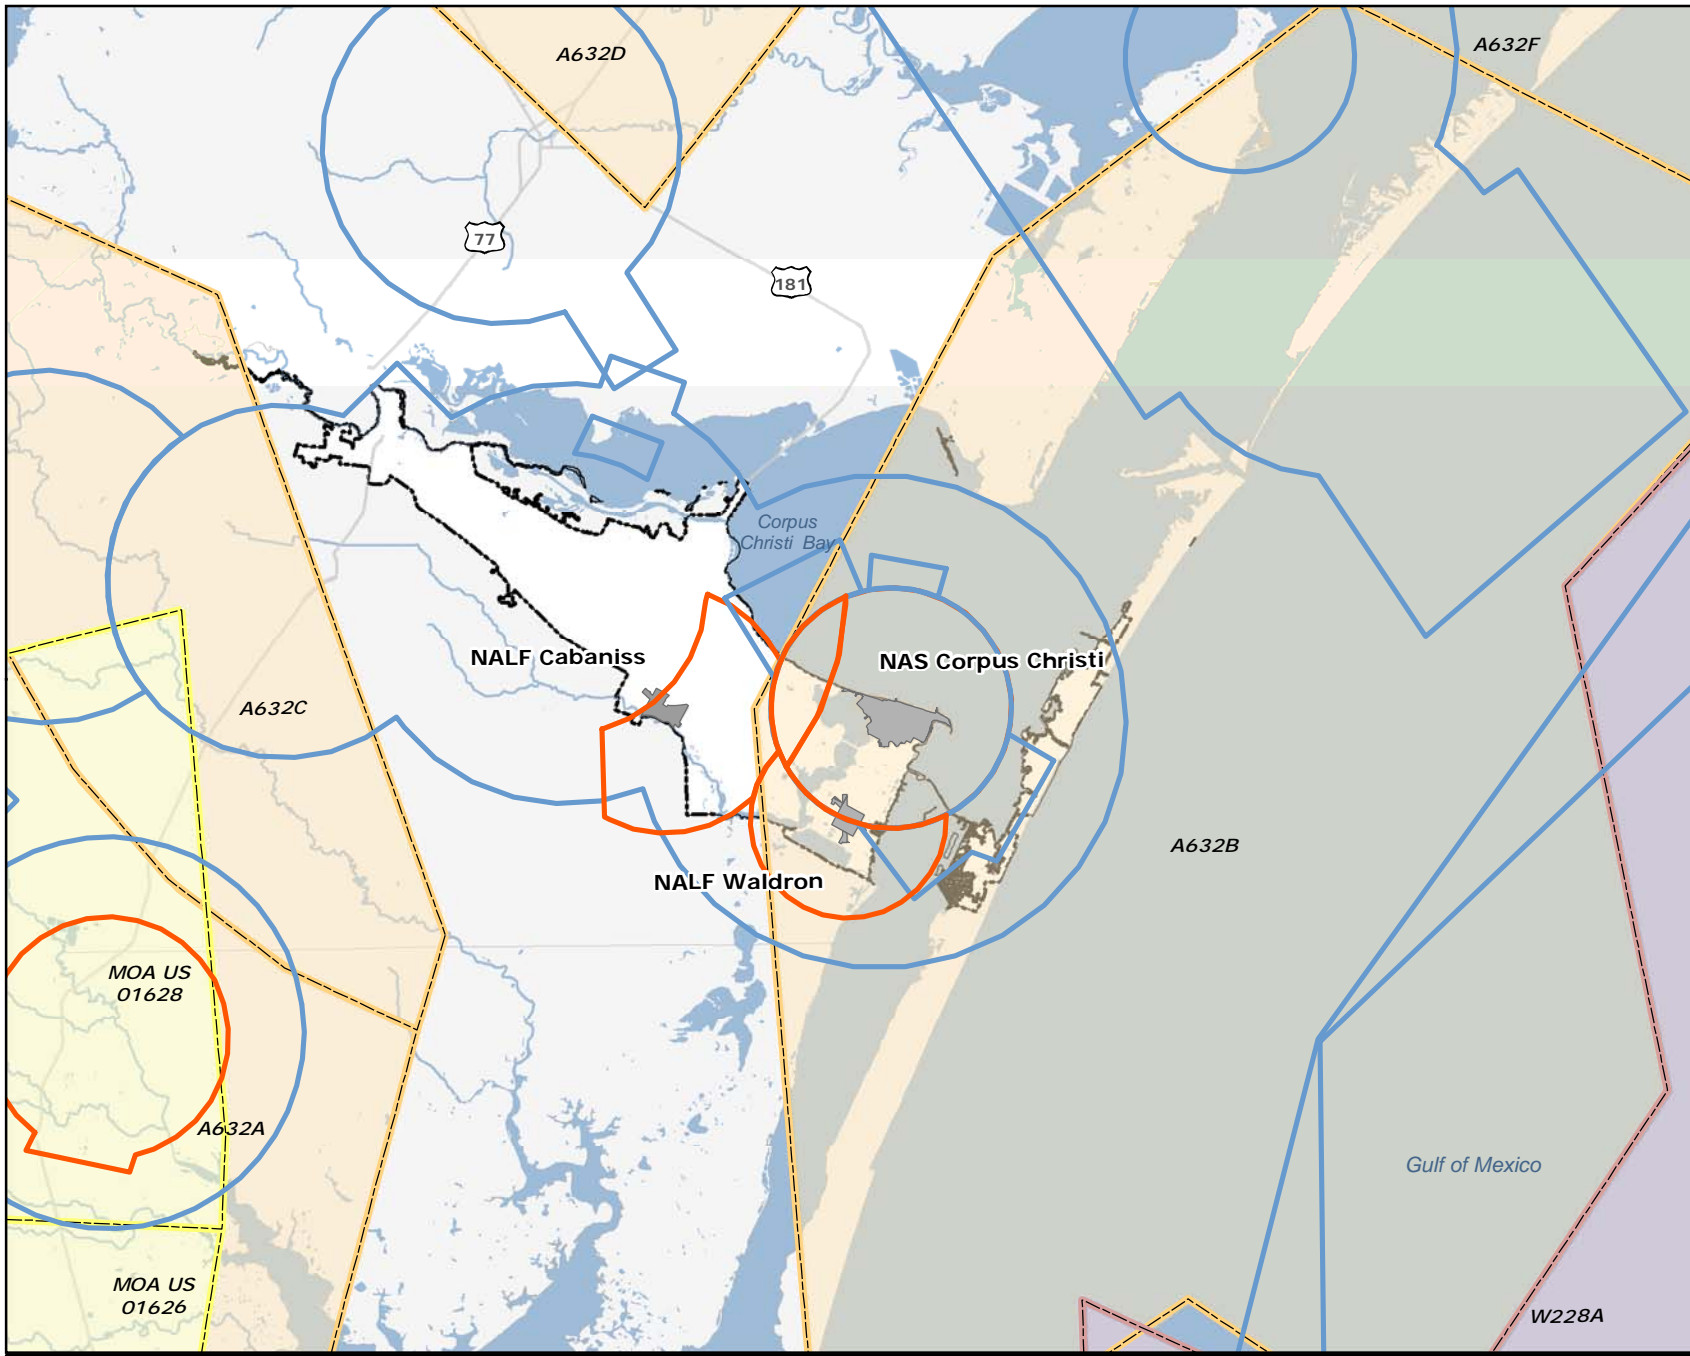 A632D
A632F
77
181
Corpus
Christi Bay
NALF Cabaniss
NAS Corpus Christi
A632C
A632B
NALF Waldron
MOA US
01628
A632A
Gulf of Mexico
MOA US
01626
W228A